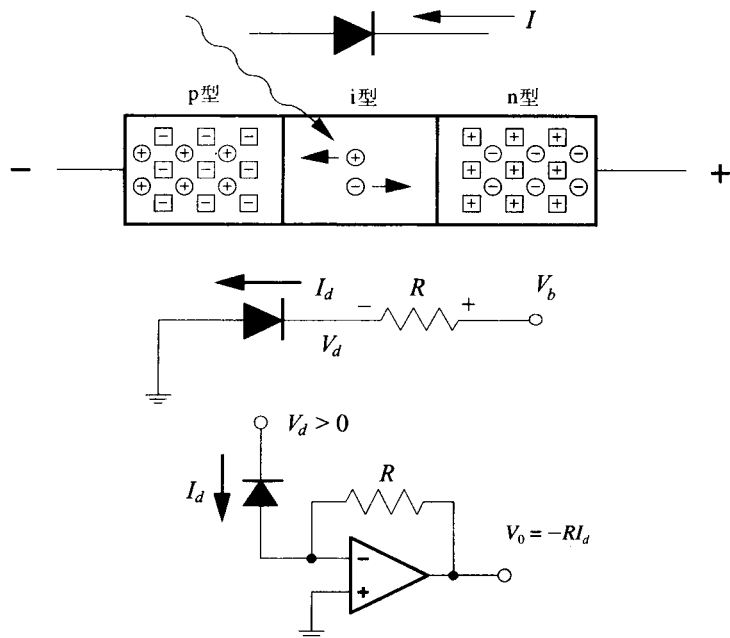 I
p型 i型 n型
− +
I_d − R + V_b
V_d
V_d > 0
I_d
R
V_0 = −RI_d
−
+